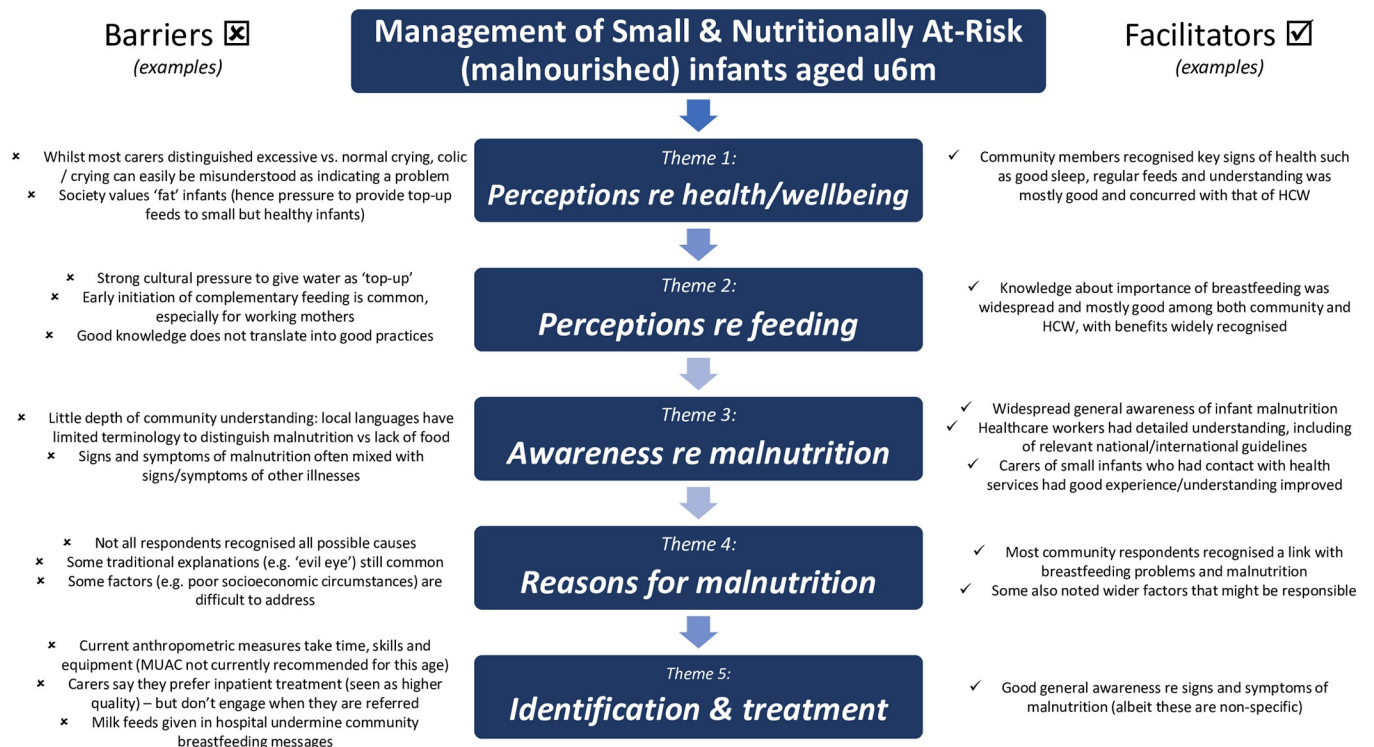 Barriers ☒
(examples)
Management of Small & Nutritionally At-Risk
(malnourished) infants aged u6m
Facilitators ☑
(examples)
✘ Whilst most carers distinguished excessive vs. normal crying, colic
/ crying can easily be misunderstood as indicating a problem
✘ Society values ‘fat’ infants (hence pressure to provide top-up
feeds to small but healthy infants)
Theme 1:
Perceptions re health/wellbeing
✓ Community members recognised key signs of health such
as good sleep, regular feeds and understanding was
mostly good and concurred with that of HCW
✘ Strong cultural pressure to give water as ‘top-up’
✘ Early initiation of complementary feeding is common,
especially for working mothers
✘ Good knowledge does not translate into good practices
Theme 2:
Perceptions re feeding
✓ Knowledge about importance of breastfeeding was
widespread and mostly good among both community and
HCW, with benefits widely recognised
✘ Little depth of community understanding: local languages have
limited terminology to distinguish malnutrition vs lack of food
✘ Signs and symptoms of malnutrition often mixed with
signs/symptoms of other illnesses
Theme 3:
Awareness re malnutrition
✓ Widespread general awareness of infant malnutrition
✓ Healthcare workers had detailed understanding, including
of relevant national/international guidelines
✓ Carers of small infants who had contact with health
services had good experience/understanding improved
✘ Not all respondents recognised all possible causes
✘ Some traditional explanations (e.g. ‘evil eye’) still common
✘ Some factors (e.g. poor socioeconomic circumstances) are
difficult to address
Theme 4:
Reasons for malnutrition
✓ Most community respondents recognised a link with
breastfeeding problems and malnutrition
✓ Some also noted wider factors that might be responsible
✘ Current anthropometric measures take time, skills and
equipment (MUAC not currently recommended for this age)
✘ Carers say they prefer inpatient treatment (seen as higher
quality) – but don’t engage when they are referred
✘ Milk feeds given in hospital undermine community
breastfeeding messages
Theme 5:
Identification & treatment
✓ Good general awareness re signs and symptoms of
malnutrition (albeit these are non-specific)